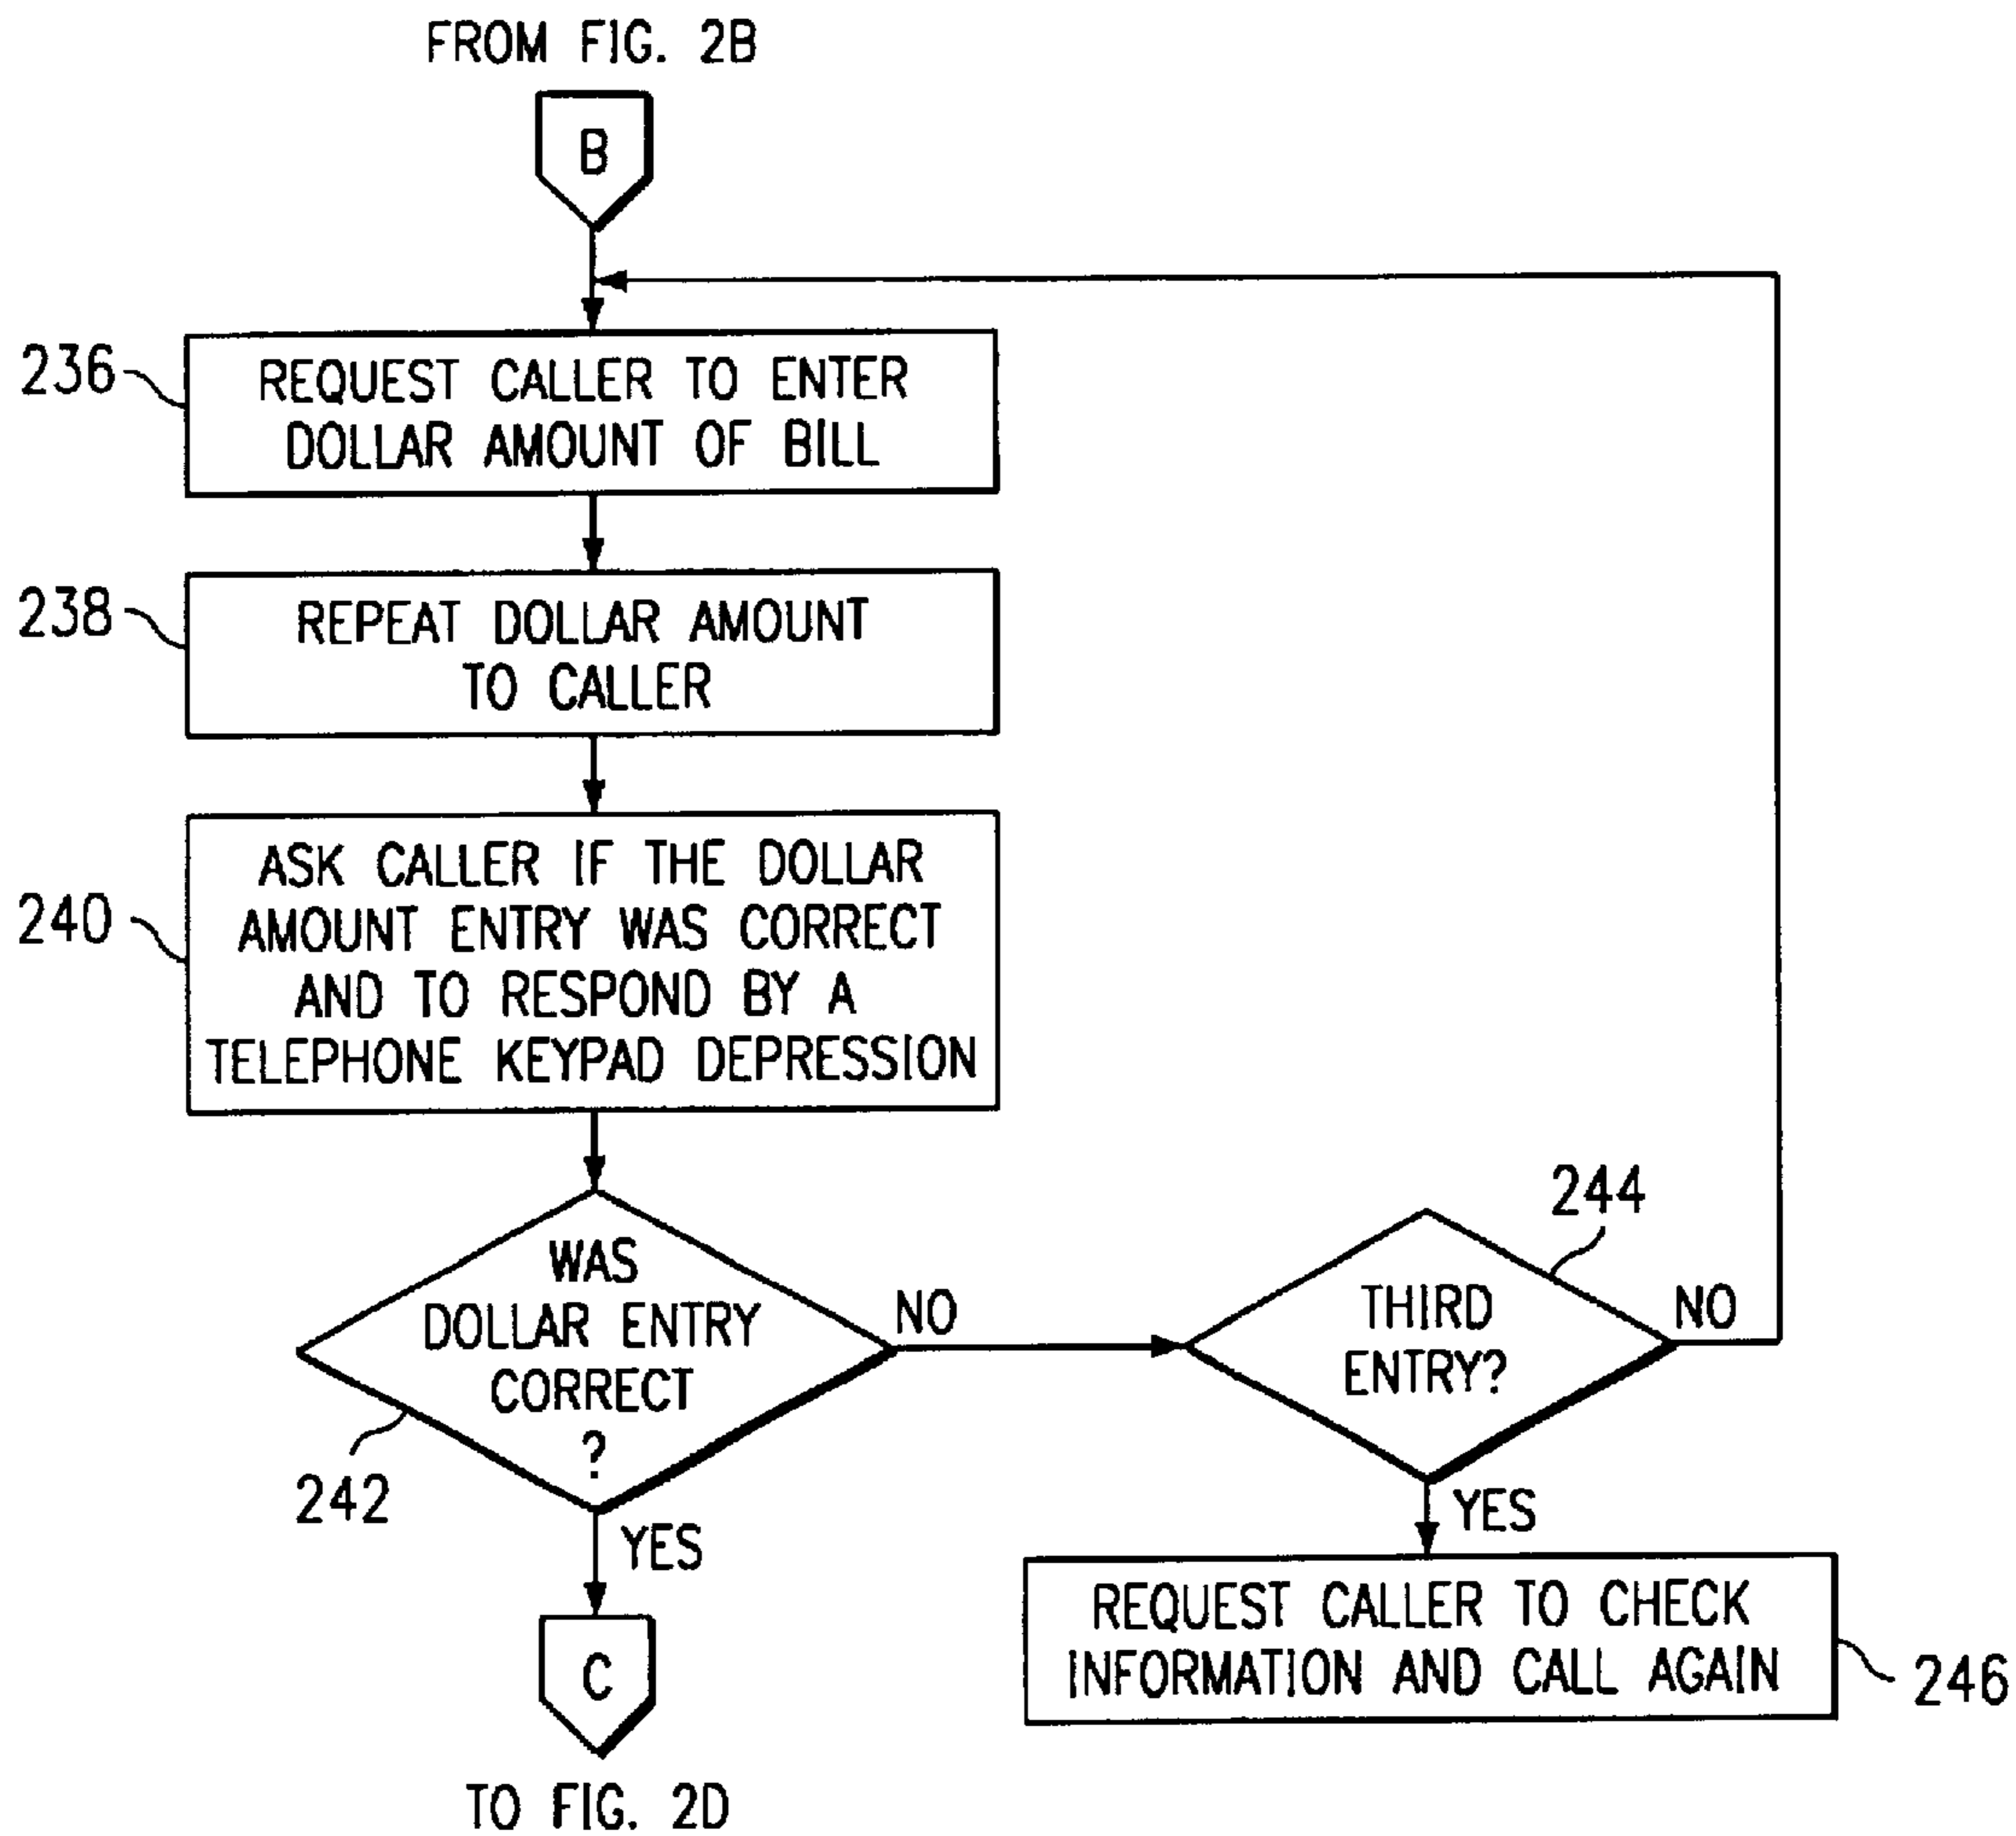 FROM FIG. 2B
B
236
REQUEST CALLER TO ENTER
DOLLAR AMOUNT OF BILL
238
REPEAT DOLLAR AMOUNT
TO CALLER
240
ASK CALLER IF THE DOLLAR
AMOUNT ENTRY WAS CORRECT
AND TO RESPOND BY A
TELEPHONE KEYPAD DEPRESSION
WAS
DOLLAR ENTRY
CORRECT
?
242
NO
244
THIRD
ENTRY?
NO
YES
YES
C
REQUEST CALLER TO CHECK
INFORMATION AND CALL AGAIN
246
TO FIG. 2D